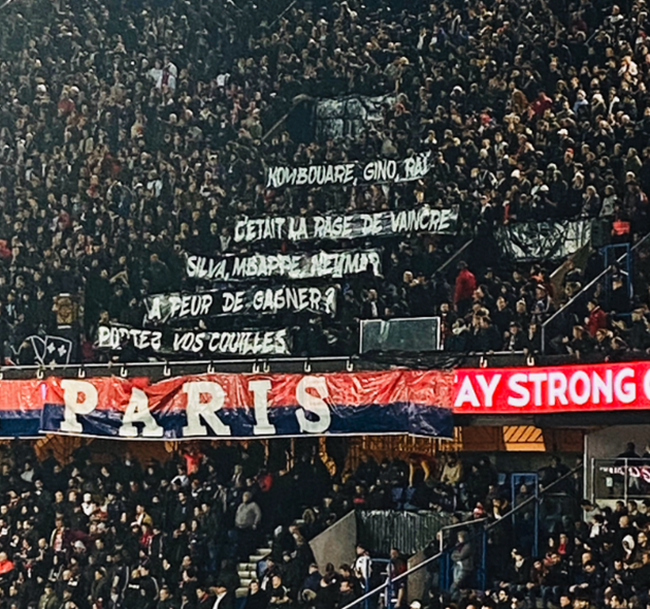 KOMBOUARE, GINO, RAÏ
C'ETAIT LA RAGE DE VAINCRE
SILVA, MBAPPE, NEYMAR
LA PEUR DE GAGNER?
PORTEZ VOS COUILLES
PARIS
AY STRONG